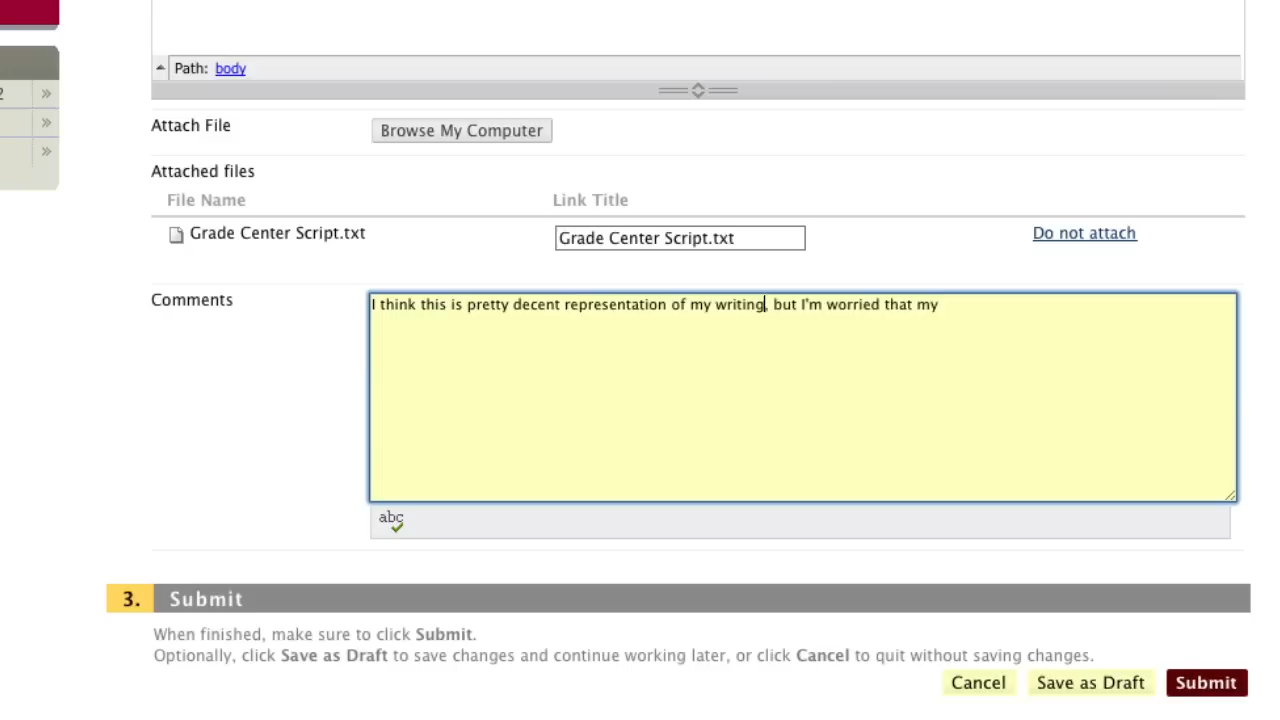 Path: body
2 »
»
»
Attach File
Browse My Computer
Attached files
File Name Link Title
Grade Center Script.txt Grade Center Script.txt Do not attach
Comments
I think this is pretty decent representation of my writing, but I'm worried that my
abc
3. Submit
When finished, make sure to click Submit.
Optionally, click Save as Draft to save changes and continue working later, or click Cancel to quit without saving changes.
Cancel Save as Draft Submit